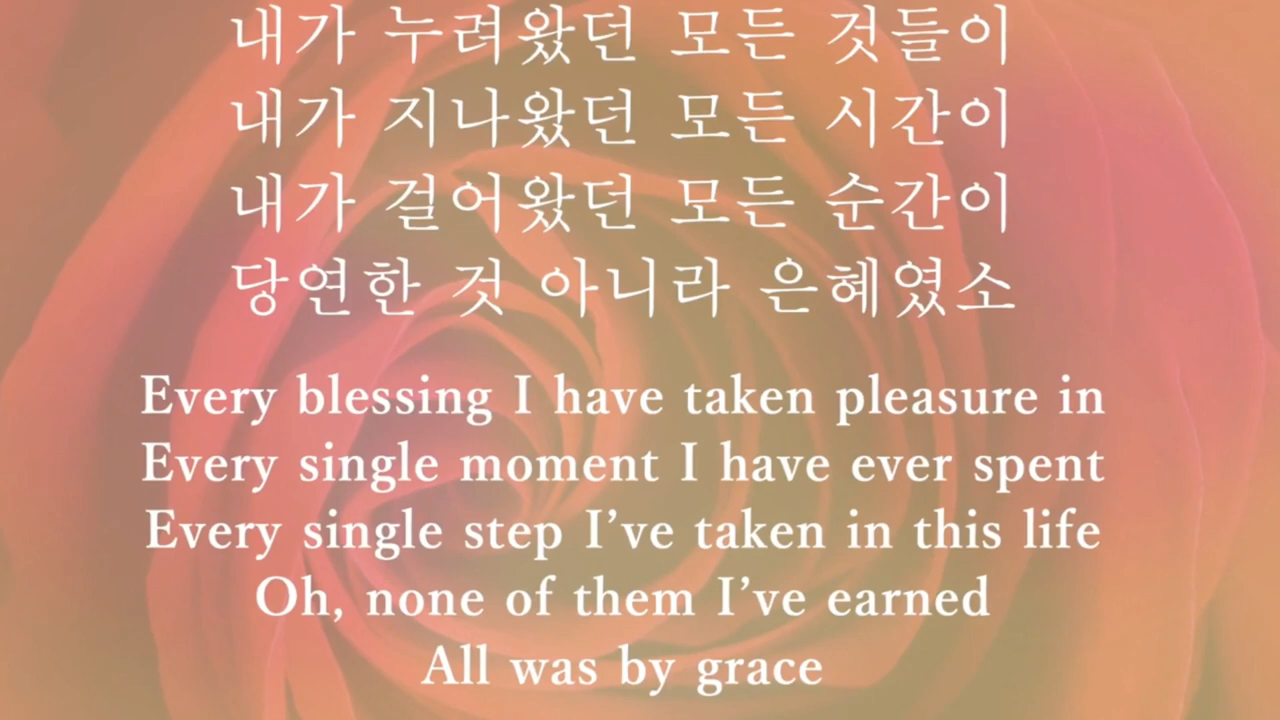 내가 누려왔던 모든 것들이
내가 지나왔던 모든 시간이
내가 걸어왔던 모든 순간이
당연한 것 아니라 은혜였소
Every blessing I have taken pleasure in
Every single moment I have ever spent
Every single step I’ve taken in this life
Oh, none of them I’ve earned
All was by grace